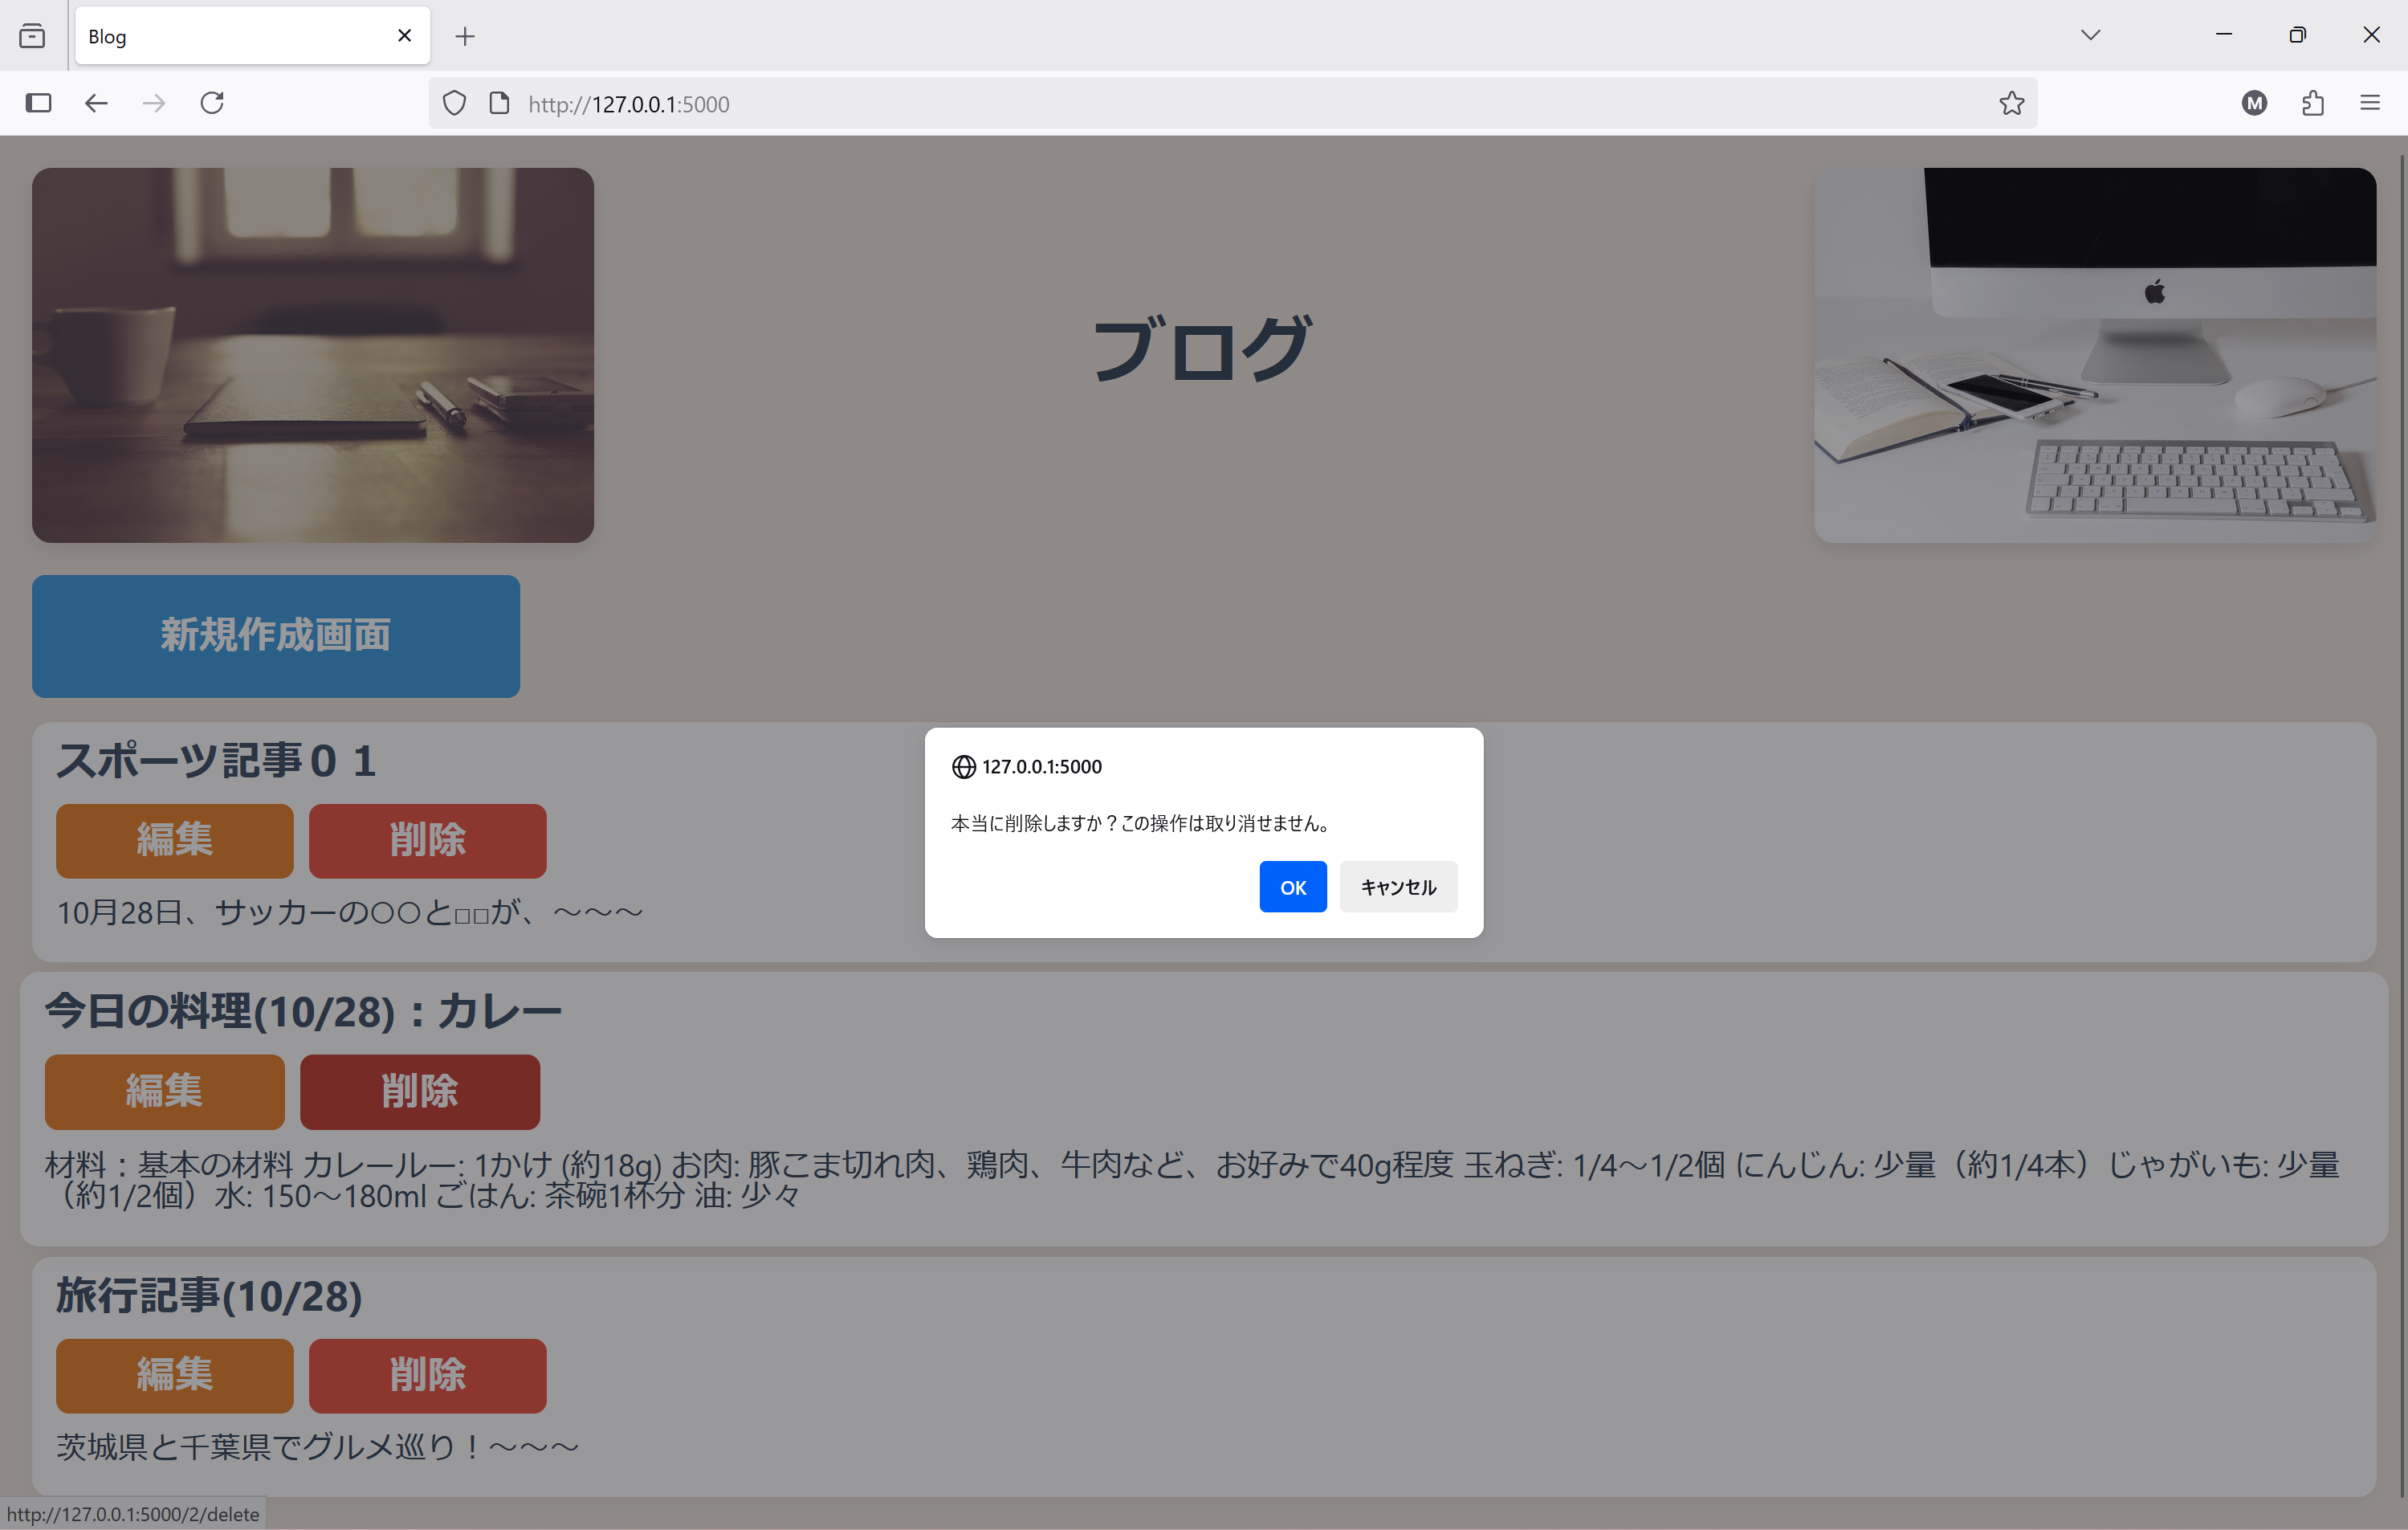 Blog
M
http://127.0.0.1:5000
ブログ
新規作成画面
スポーツ記事０１
編集 削除
10月28日、サッカーの〇〇と□□が、～～～
127.0.0.1:5000
本当に削除しますか？この操作は取り消せません。
OK キャンセル
今日の料理(10/28)：カレー
編集 削除
材料：基本の材料 カレールー: 1かけ (約18g) お肉: 豚こま切れ肉、鶏肉、牛肉など、お好みで40g程度 玉ねぎ: 1/4～1/2個 にんじん: 少量（約1/4本）じゃがいも: 少量
（約1/2個）水: 150～180ml ごはん: 茶碗1杯分 油: 少々
旅行記事(10/28)
編集 削除
茨城県と千葉県でグルメ巡り！～～～
http://127.0.0.1:5000/2/delete